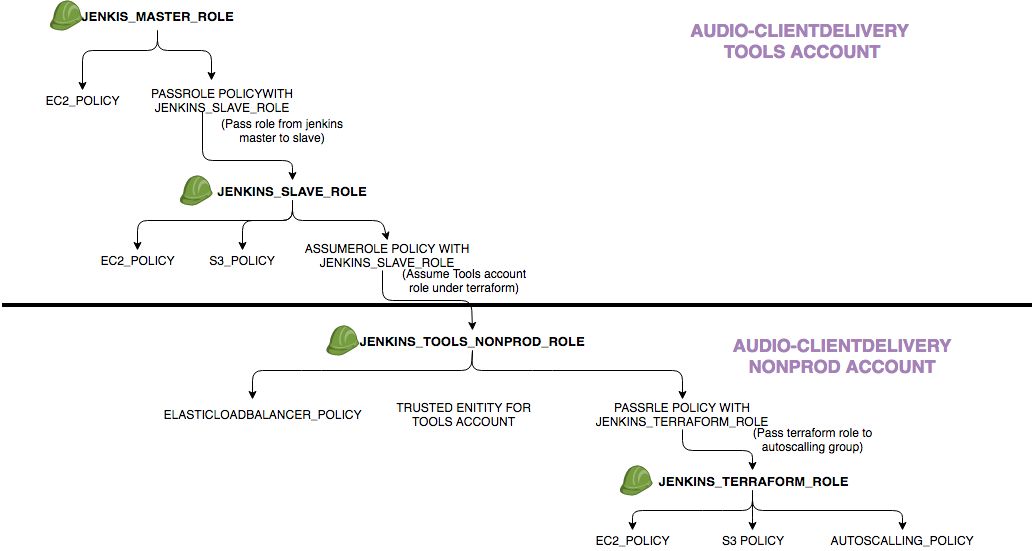 JENKIS_MASTER_ROLE
AUDIO-CLIENTDELIVERY
TOOLS ACCOUNT
EC2_POLICY
PASSROLE POLICYWITH
JENKINS_SLAVE_ROLE
(Pass role from jenkins
master to slave)
JENKINS_SLAVE_ROLE
EC2_POLICY
S3_POLICY
ASSUMEROLE POLICY WITH
JENKINS_SLAVE_ROLE
(Assume Tools account
role under terraform)
JENKINS_TOOLS_NONPROD_ROLE
AUDIO-CLIENTDELIVERY
NONPROD ACCOUNT
ELASTICLOADBALANCER_POLICY
TRUSTED ENITITY FOR
TOOLS ACCOUNT
PASSRLE POLICY WITH
JENKINS_TERRAFORM_ROLE
(Pass terraform role to
autoscalling group)
JENKINS_TERRAFORM_ROLE
EC2_POLICY
S3 POLICY
AUTOSCALLING_POLICY